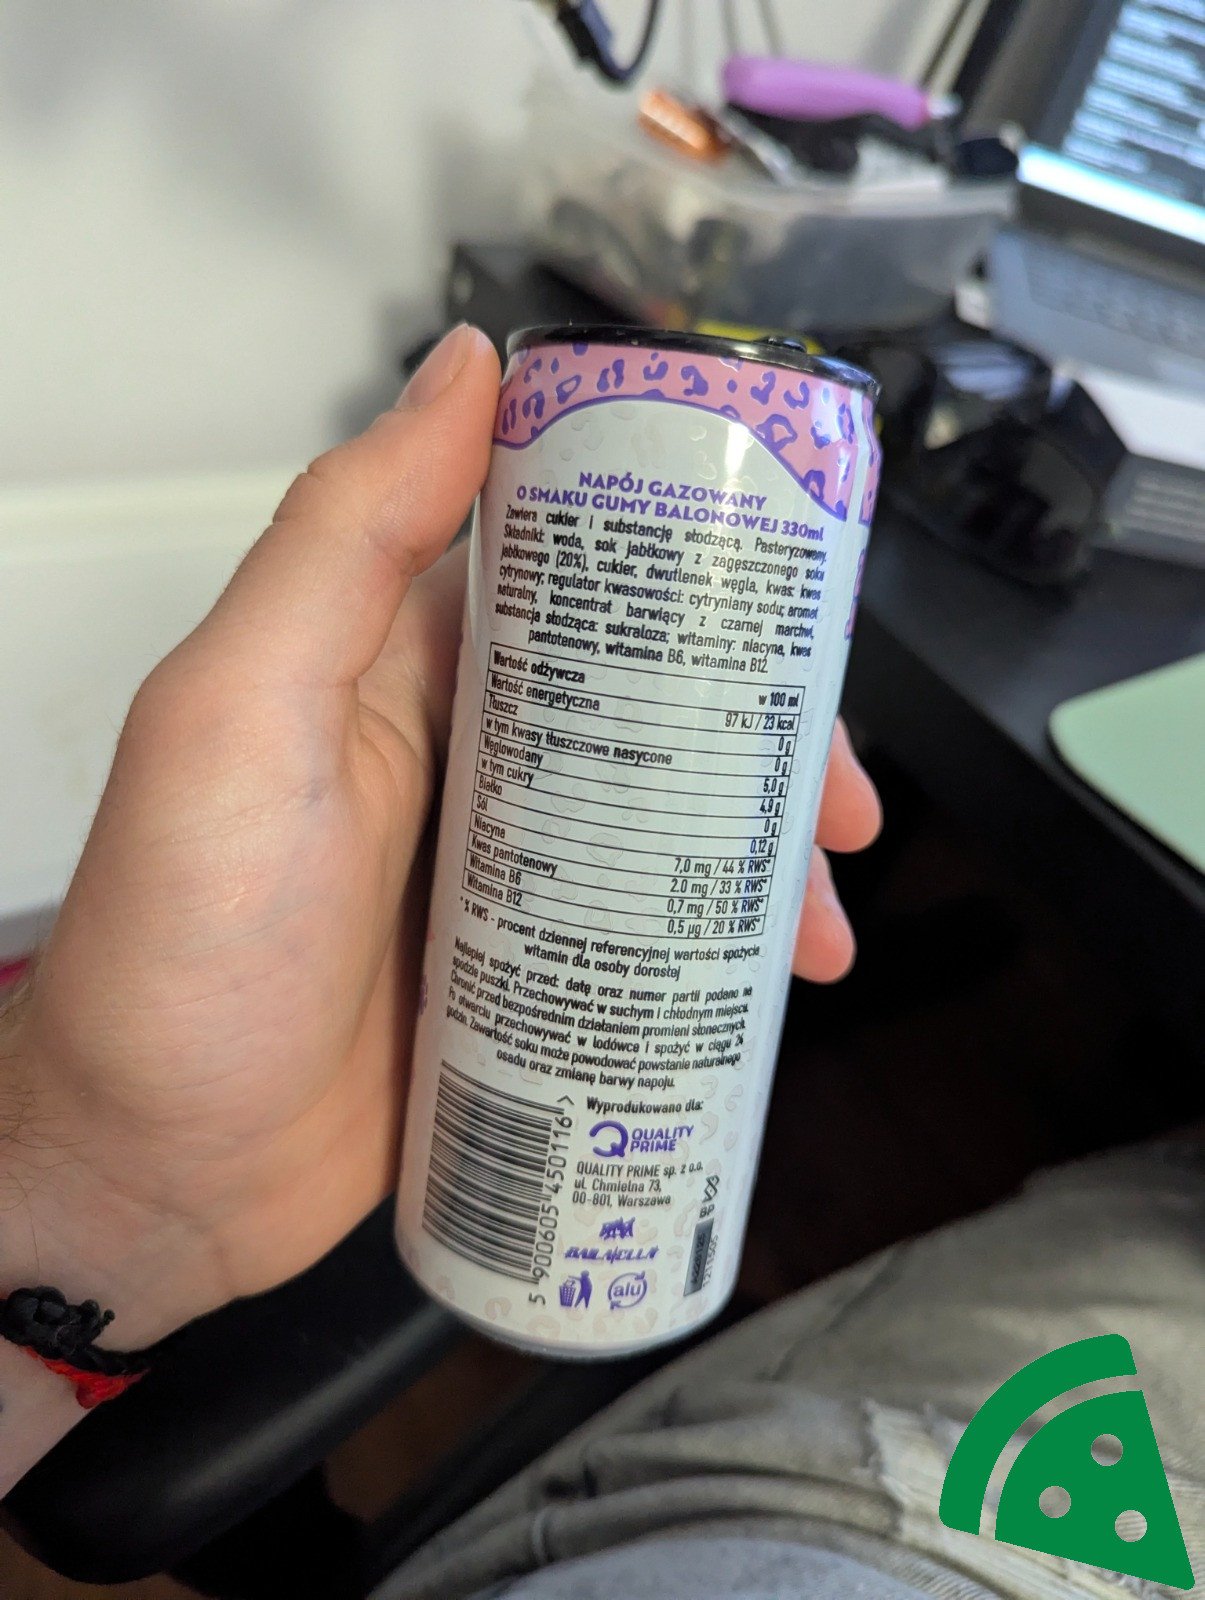 NAPÓJ GAZOWANY
O SMAKU GUMY BALONOWEJ 330ml
Zawiera cukier i substancję słodzącą. Pasteryzowany.
Składniki: woda, sok jabłkowy z zagęszczonego soku
jabłkowego (20%), cukier, dwutlenek węgla, kwas: kwas
cytrynowy; regulator kwasowości: cytryniany sodu; aromat
naturalny, koncentrat barwiący z czarnej marchwi,
substancja słodząca: sukraloza; witaminy: niacyna, kwas
pantotenowy, witamina B6, witamina B12.
Wartość odżywcza w 100 ml
Wartość energetyczna 97 kJ / 23 kcal
Tłuszcz 0 g
w tym kwasy tłuszczowe nasycone 0 g
Węglowodany 5,0 g
w tym cukry 4,9 g
Białko 0 g
Sól 0,12 g
Niacyna 7,0 mg / 44 % RWS*
Kwas pantotenowy 2.0 mg / 33 % RWS*
Witamina B6 0,7 mg / 50 % RWS*
Witamina B12 0,5 µg / 20 % RWS*
* % RWS - procent dziennej referencyjnej wartości spożycia
witamin dla osoby dorosłej
Najlepiej spożyć przed: datę oraz numer partii podano na
spodzie puszki. Przechowywać w suchym i chłodnym miejscu.
Chronić przed bezpośrednim działaniem promieni słonecznych.
Po otwarciu przechowywać w lodówce i spożyć w ciągu 24
godzin. Zawartość soku może powodować powstanie naturalnego
osadu oraz zmianę barwy napoju.
Wyprodukowano dla:
QUALITY
PRIME
QUALITY PRIME sp. z o.o.
ul. Chmielna 73,
00-801, Warszawa
5 900605 450116 >
alu
BP